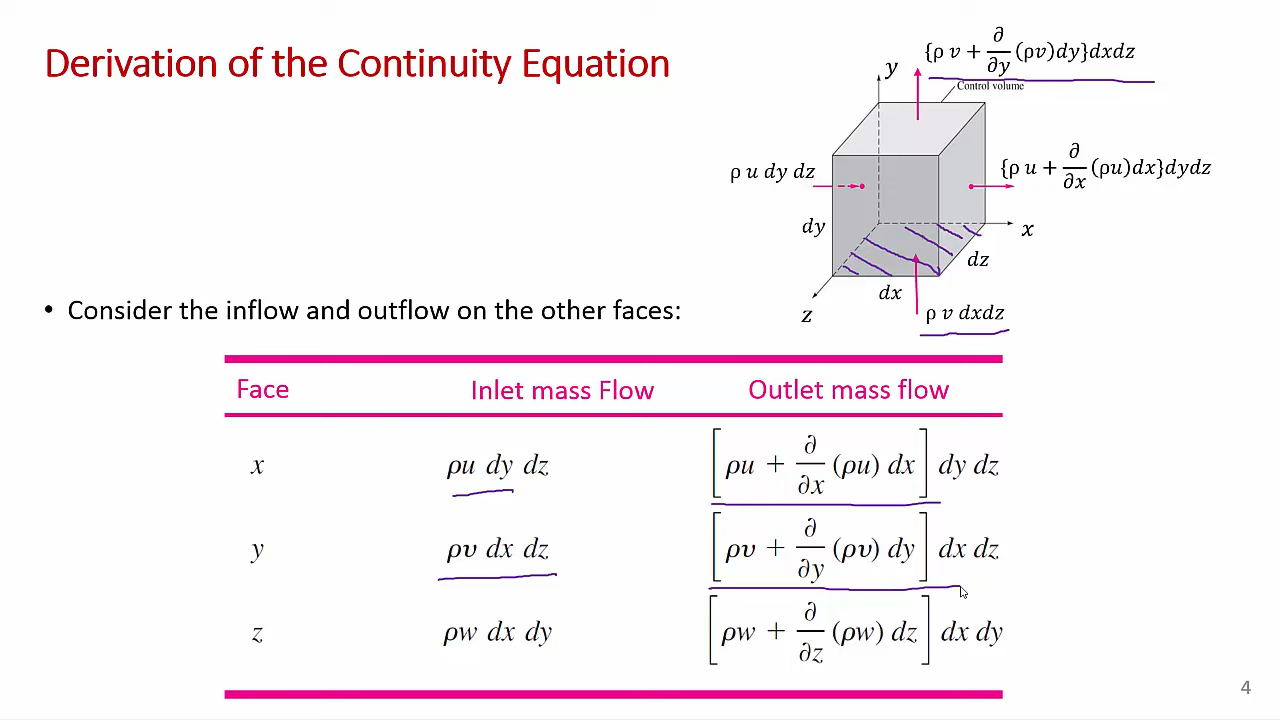 Derivation of the Continuity Equation
{ρ v + ∂/∂y (ρv)dy}dxdz
y
Control volume
ρ u dy dz
{ρ u + ∂/∂x (ρu)dx}dydz
dy
x
dz
dx
z
ρ v dxdz
• Consider the inflow and outflow on the other faces:
Face Inlet mass Flow Outlet mass flow
x ρu dy dz [ρu + ∂/∂x (ρu) dx] dy dz
y ρυ dx dz [ρυ + ∂/∂y (ρυ) dy] dx dz
z ρw dx dy [ρw + ∂/∂z (ρw) dz] dx dy
4